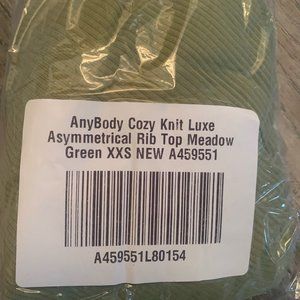 AnyBody Cozy Knit Luxe
Asymmetrical Rib Top Meadow
Green XXS NEW A459551
A459551L80154